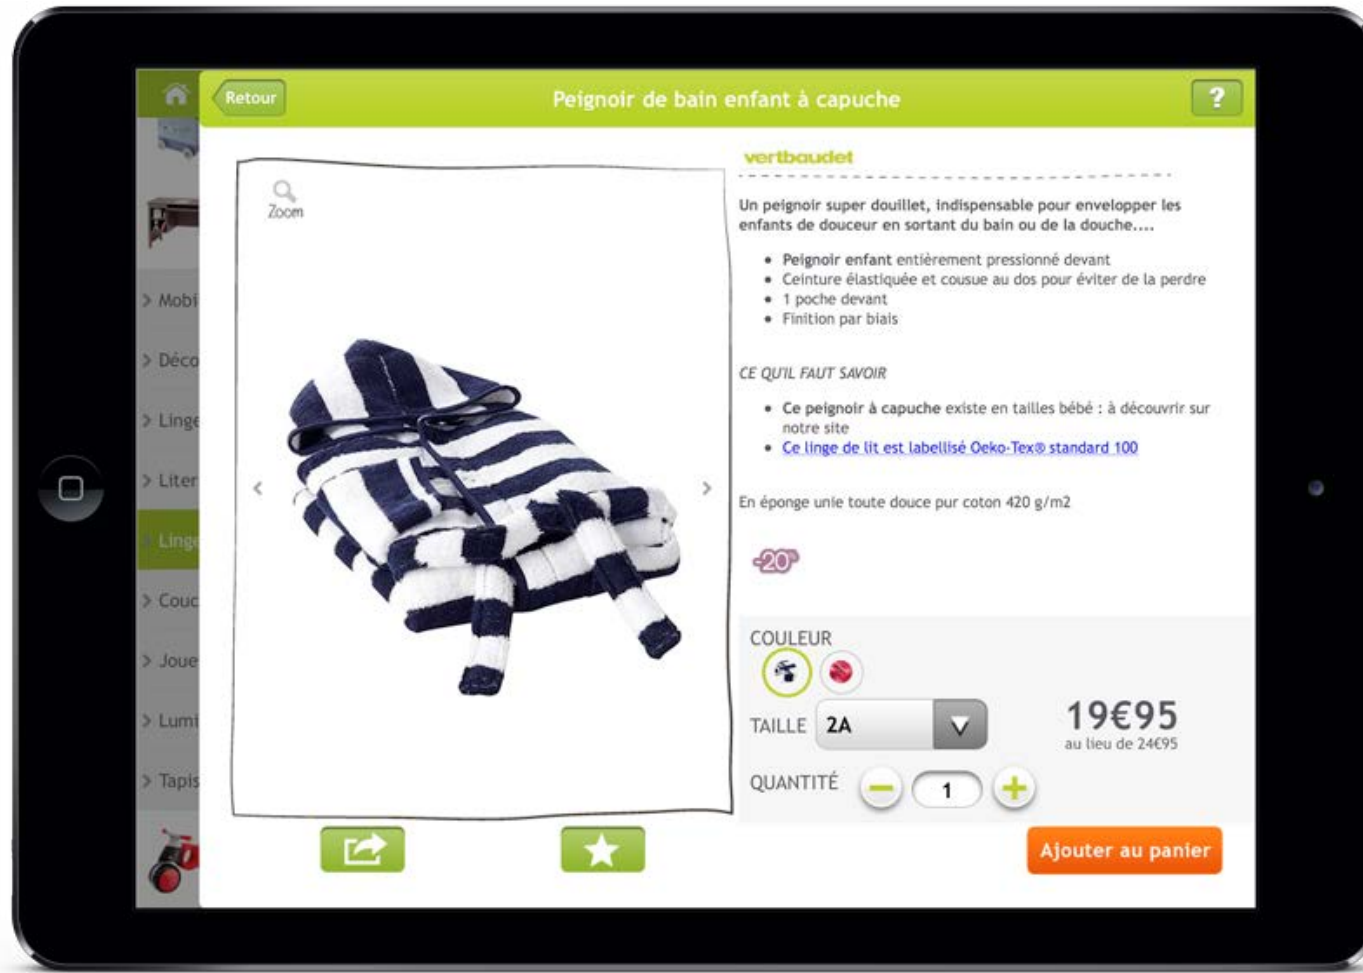 Retour
Peignoir de bain enfant à capuche
?
vertbaudet
Zoom
Un peignoir super douillet, indispensable pour envelopper les
enfants de douceur en sortant du bain ou de la douche....
Peignoir enfant entièrement pressionné devant
Ceinture élastiquée et cousue au dos pour éviter de la perdre
1 poche devant
Finition par biais
CE QU'IL FAUT SAVOIR
Ce peignoir à capuche existe en tailles bébé : à découvrir sur
notre site
Ce linge de lit est labellisé Oeko-Tex® standard 100
En éponge unie toute douce pur coton 420 g/m2
-20%
COULEUR
TAILLE 2A
19€95
au lieu de 24€95
QUANTITÉ - 1 +
Ajouter au panier
> Mobi
> Déco
> Linge
> Liter
> Linge
> Couc
> Joue
> Lumi
> Tapis